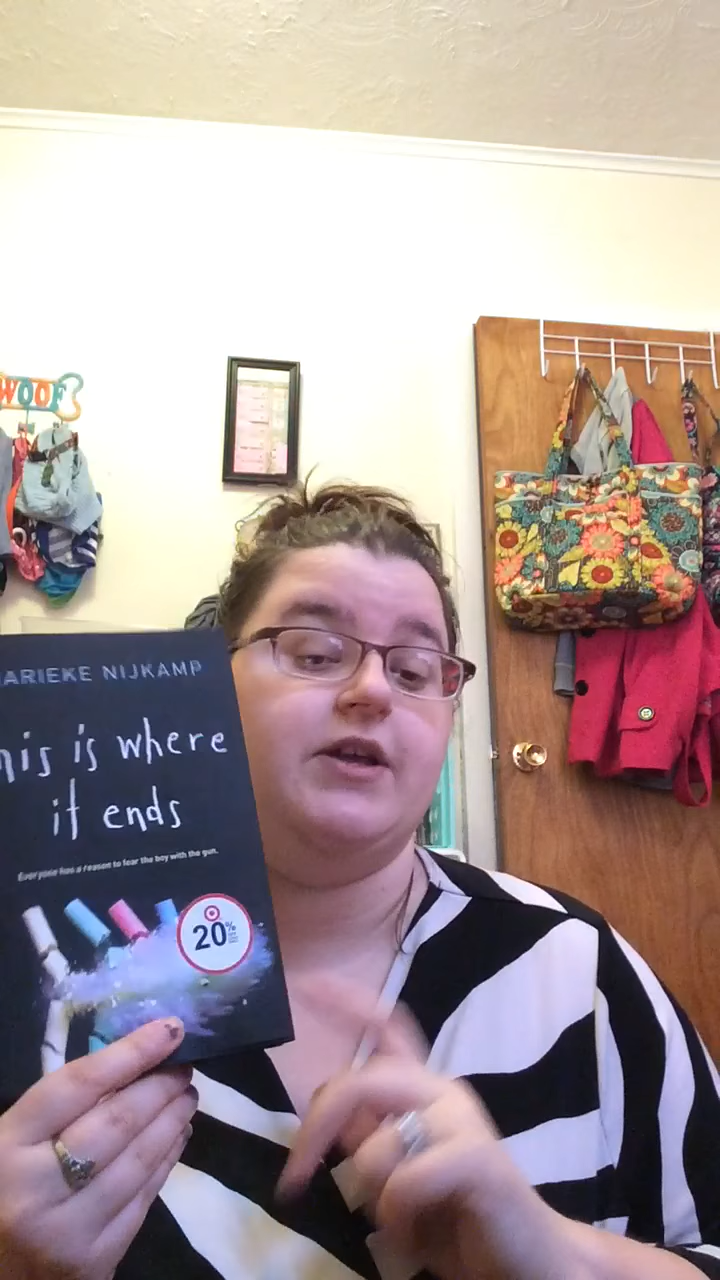 WOOF
ARIEKE NIJKAMP
his is where
it ends
Everyone has a reason to fear the boy with the gun.
20%